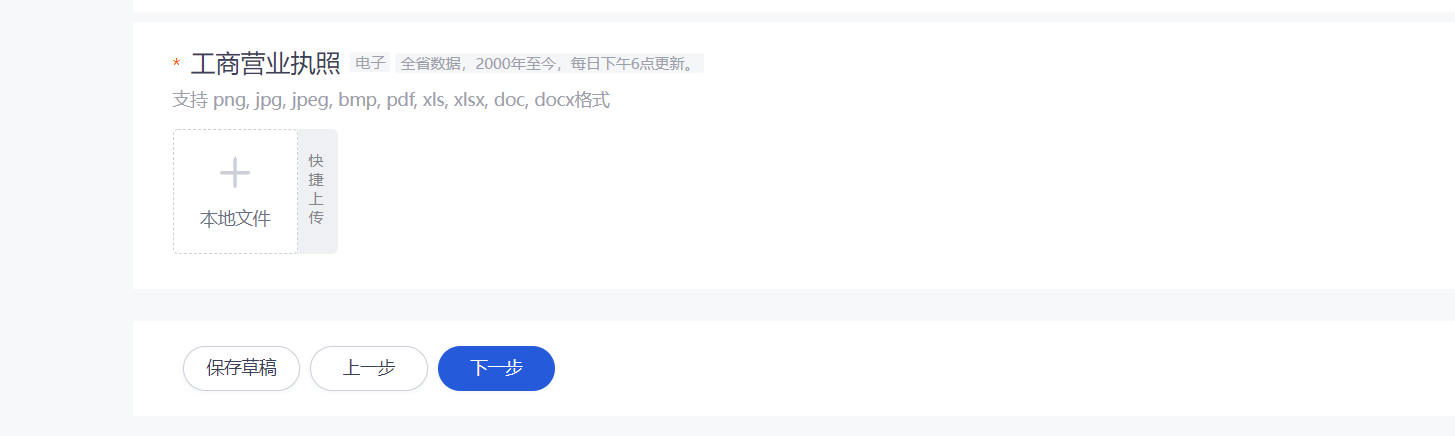 * 工商营业执照 电子 全省数据，2000年至今，每日下午6点更新。
支持 png, jpg, jpeg, bmp, pdf, xls, xlsx, doc, docx格式
本地文件
快捷上传
保存草稿 上一步 下一步